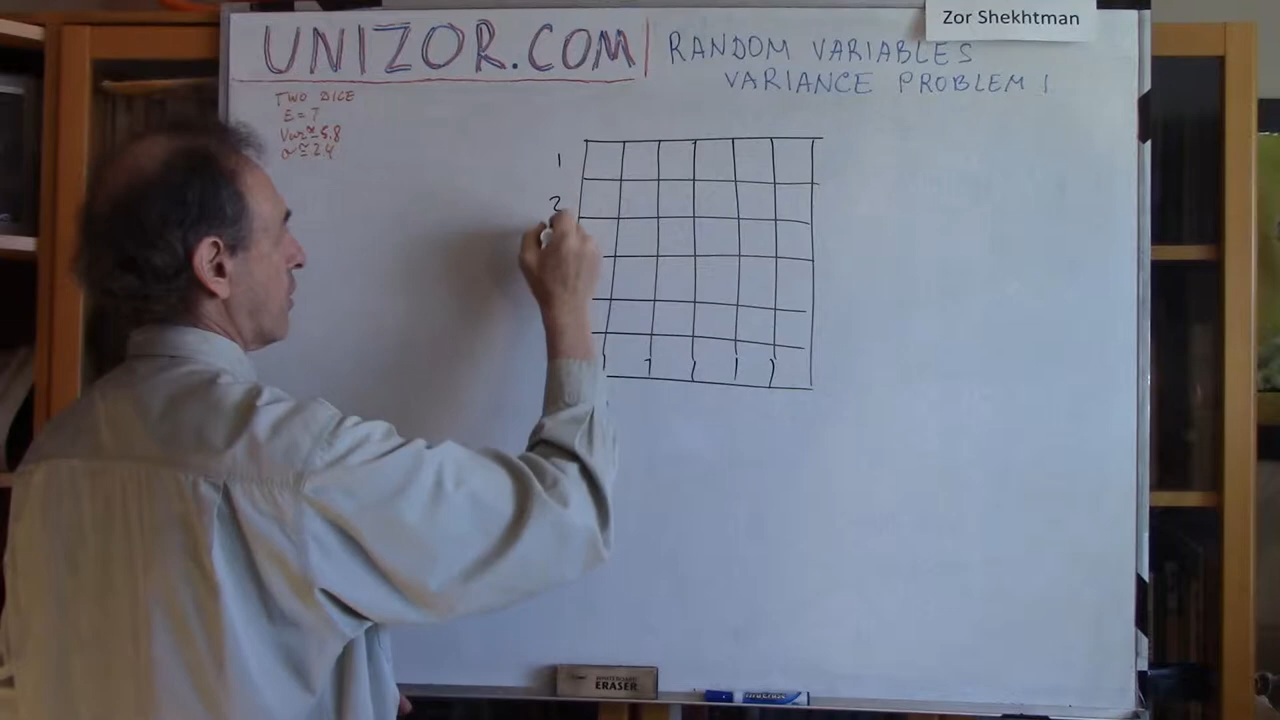 Zor Shekhtman
UNIZOR.COM
RANDOM VARIABLES
VARIANCE PROBLEM 1
TWO DICE
E=7
Var≃5.8
σ≅2.4
1
2
ERASER